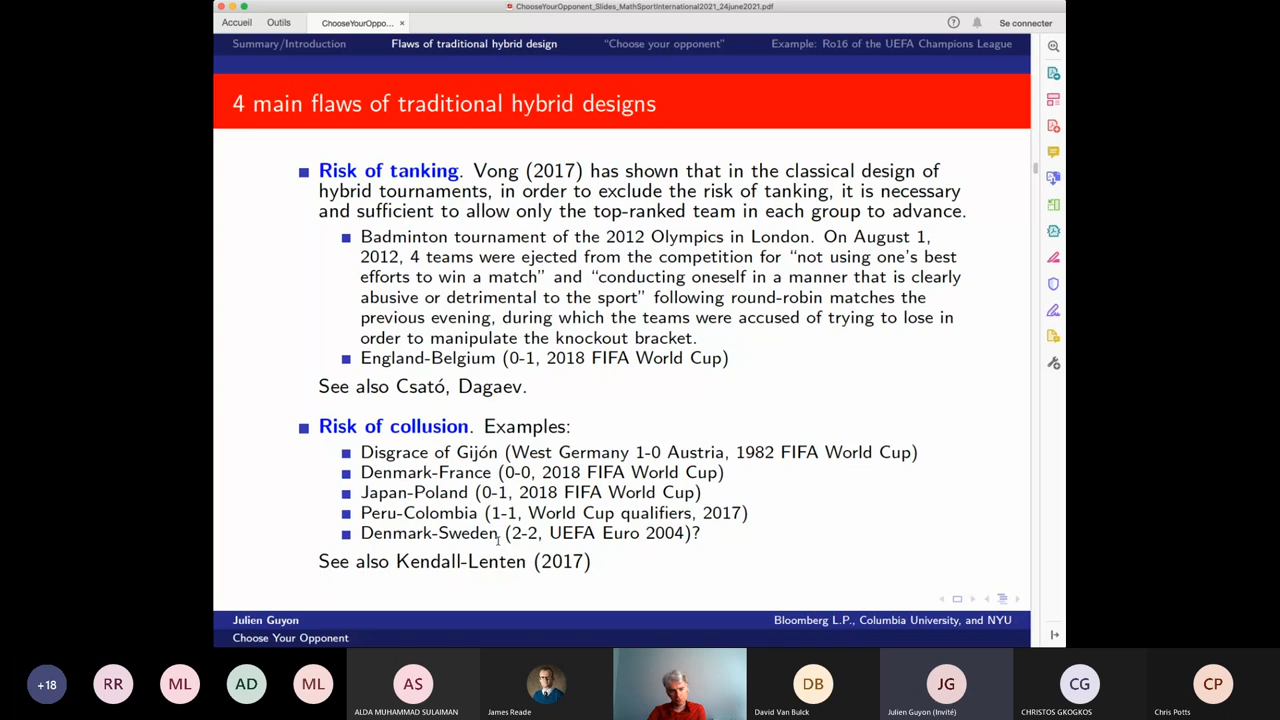 ChooseYourOpponent_Slides_MathSportInternational2021_24june2021.pdf
Accueil Outils ChooseYourOppo... × Se connecter
Summary/Introduction Flaws of traditional hybrid design “Choose your opponent” Example: Ro16 of the UEFA Champions League
4 main flaws of traditional hybrid designs
Risk of tanking. Vong (2017) has shown that in the classical design of
hybrid tournaments, in order to exclude the risk of tanking, it is necessary
and sufficient to allow only the top-ranked team in each group to advance.
Badminton tournament of the 2012 Olympics in London. On August 1,
2012, 4 teams were ejected from the competition for “not using one’s best
efforts to win a match” and “conducting oneself in a manner that is clearly
abusive or detrimental to the sport” following round-robin matches the
previous evening, during which the teams were accused of trying to lose in
order to manipulate the knockout bracket.
England-Belgium (0-1, 2018 FIFA World Cup)
See also Csató, Dagaev.
Risk of collusion. Examples:
Disgrace of Gijón (West Germany 1-0 Austria, 1982 FIFA World Cup)
Denmark-France (0-0, 2018 FIFA World Cup)
Japan-Poland (0-1, 2018 FIFA World Cup)
Peru-Colombia (1-1, World Cup qualifiers, 2017)
Denmark-Sweden (2-2, UEFA Euro 2004)?
See also Kendall-Lenten (2017)
Julien Guyon Bloomberg L.P., Columbia University, and NYU
Choose Your Opponent
+18 RR ML AD ML AS DB JG CG CP
ALDA MUHAMMAD SULAIMAN James Reade David Van Bulck Julien Guyon (Invité) CHRISTOS GKOGKOS Chris Potts